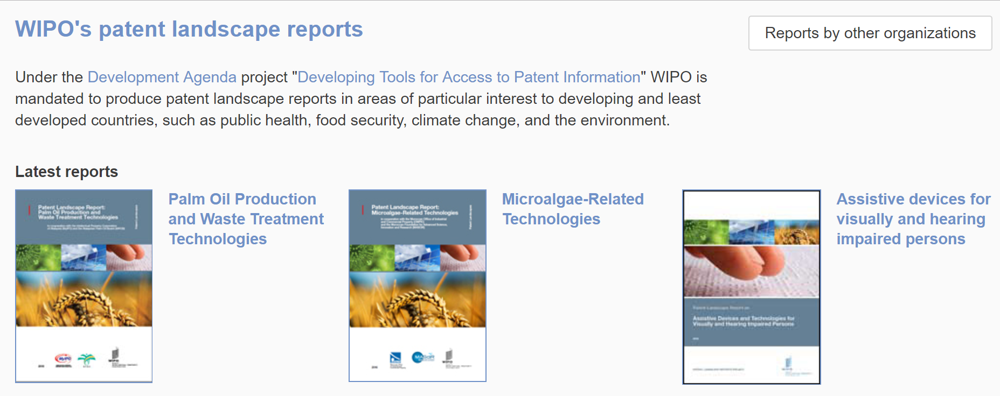 WIPO's patent landscape reports
Reports by other organizations
Under the Development Agenda project "Developing Tools for Access to Patent Information" WIPO is
mandated to produce patent landscape reports in areas of particular interest to developing and least
developed countries, such as public health, food security, climate change, and the environment.
Latest reports
Patent Landscape Report:
Palm Oil Production and
Waste Treatment Technologies
WIPO
Palm Oil Production
and Waste Treatment
Technologies
Patent Landscape Report:
Microalgae-Related Technologies
WIPO
Microalgae-Related
Technologies
Patent Landscape Report on
Assistive Devices and Technologies for
Visually and Hearing Impaired Persons
Assistive devices for
visually and hearing
impaired persons